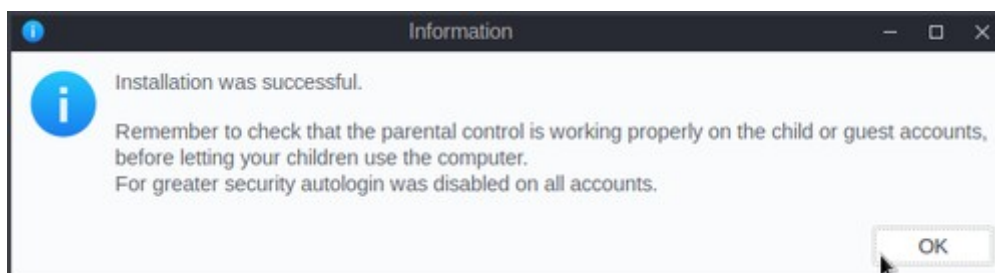 Information
Installation was successful.
Remember to check that the parental control is working properly on the child or guest accounts,
before letting your children use the computer.
For greater security autologin was disabled on all accounts.
OK